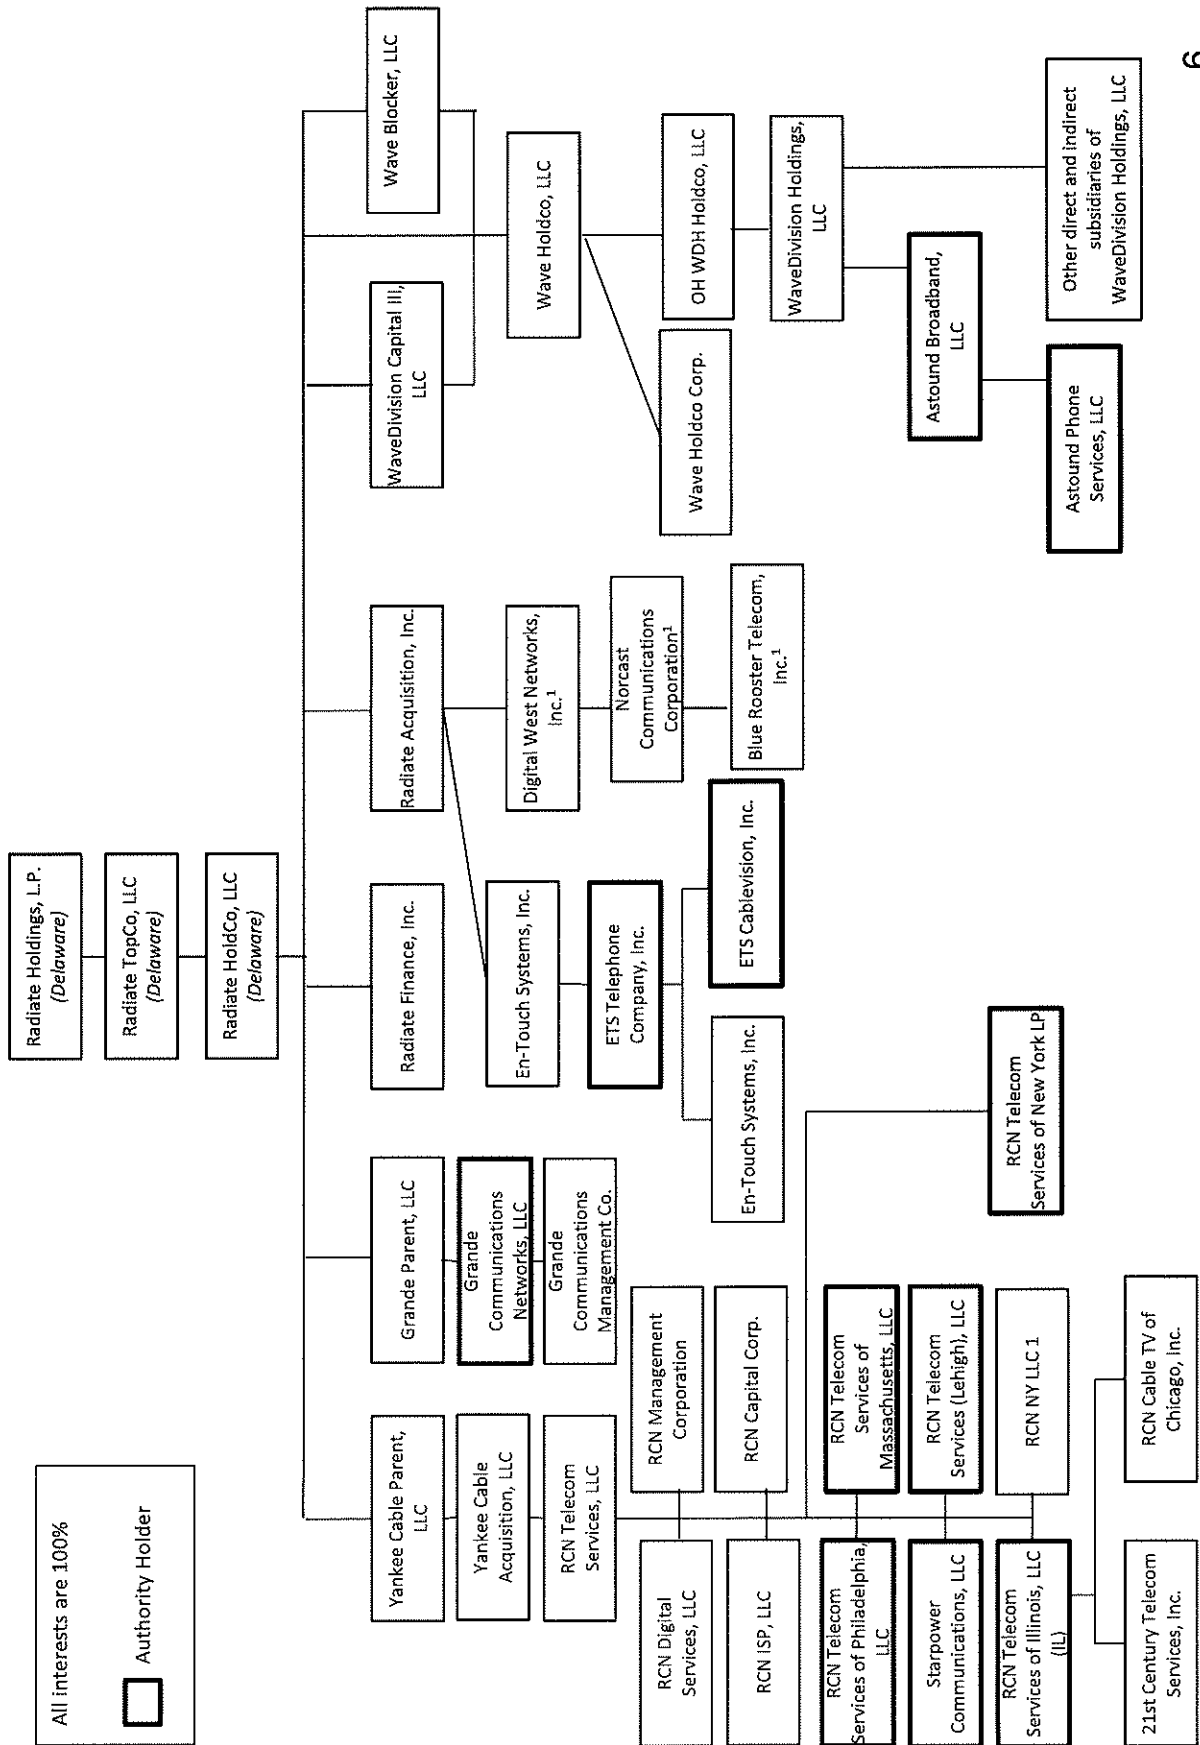 All interests are 100%
Authority Holder
Radiate Holdings, L.P.
(Delaware)
Radiate TopCo, LLC
(Delaware)
Radiate HoldCo, LLC
(Delaware)
Yankee Cable Parent,
LLC
Grande Parent, LLC
Radiate Finance, Inc.
Radiate Acquisition, Inc.
WaveDivision Capital III,
LLC
Wave Blocker, LLC
Yankee Cable
Acquisition, LLC
Grande
Communications
Networks, LLC
En-Touch Systems, Inc.
Digital West Networks,
Inc.¹
Wave Holdco, LLC
RCN Telecom
Services, LLC
Grande
Communications
Management Co.
ETS Telephone
Company, Inc.
Norcast
Communications
Corporation¹
Wave Holdco Corp.
OH WDH Holdco, LLC
RCN Digital
Services, LLC
RCN Management
Corporation
En-Touch Systems, Inc.
ETS Cablevision, Inc.
Blue Rooster Telecom,
Inc.¹
WaveDivision Holdings,
LLC
RCN ISP, LLC
RCN Capital Corp.
RCN Telecom
Services of Philadelphia,
LLC
RCN Telecom
Services of
Massachusetts, LLC
Starpower
Communications, LLC
RCN Telecom
Services (Lehigh), LLC
Astound Broadband,
LLC
RCN Telecom
Services of Illinois, LLC
(IL)
RCN NY LLC 1
RCN Telecom
Services of New York LP
Astound Phone
Services, LLC
Other direct and indirect
subsidiaries of
WaveDivision Holdings, LLC
21st Century Telecom
Services, Inc.
RCN Cable TV of
Chicago, Inc.